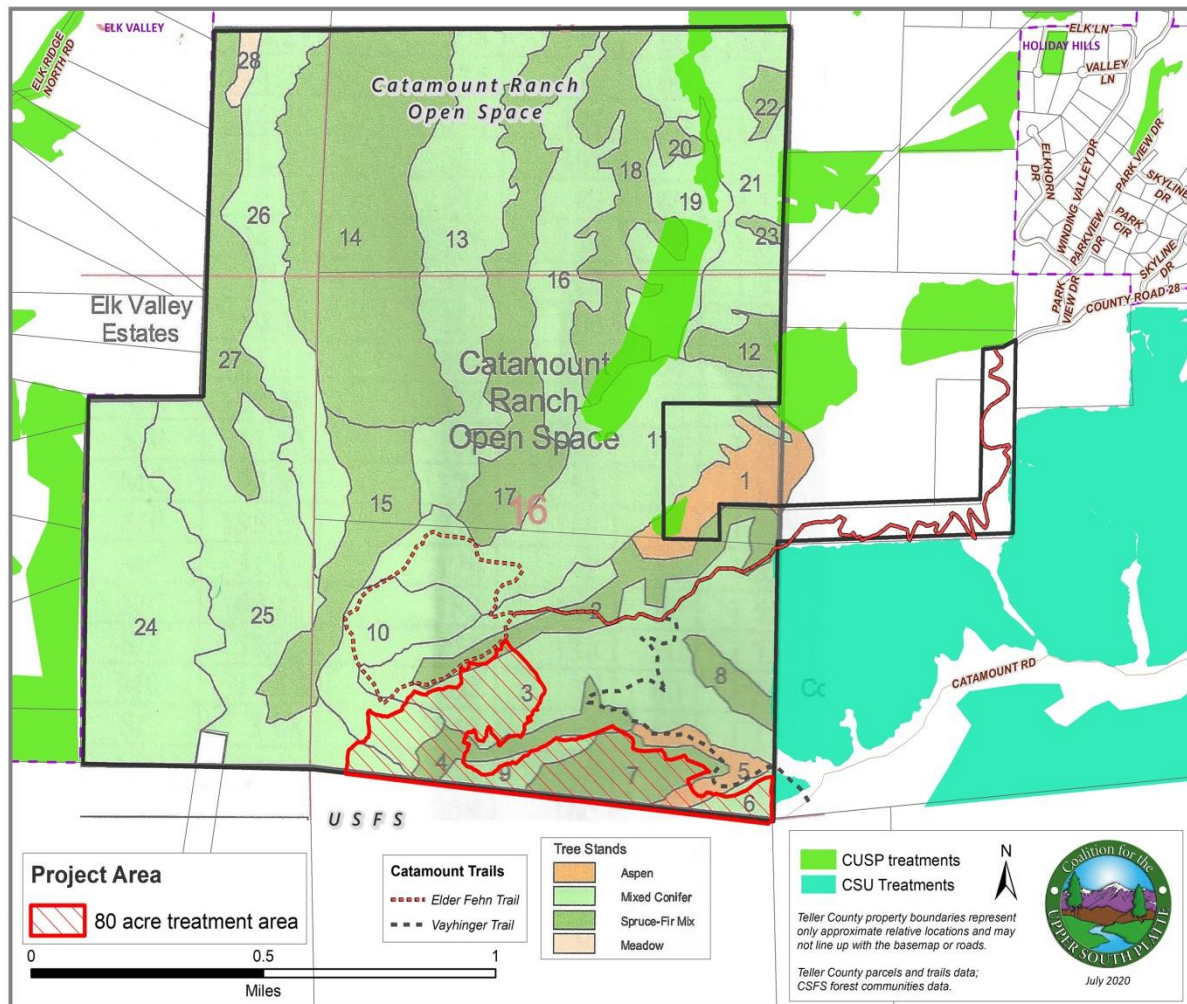 ELK VALLEY
ELK RIDGE
NORTH RD
28
Catamount Ranch
Open Space
22
20
18
26
21
19
14
13
23
16
ELK LN
HOLIDAY HILLS
VALLEY
LN
ELKHORN
DR
WINDING VALLEY DR
PARK VIEW DR
SKYLINE
DR
PARKVIEW
DR
PARK
CIR
SKYLINE
DR
PARK
VIEW DR
COUNTY ROAD 28
Elk Valley
Estates
27
12
Catamount
Ranch
Open Space
11
1
15
17
16
24
25
10
2
3
8
Co
CATAMOUNT RD
4
9
7
5
6
USFS
Project Area
80 acre treatment area
0
0.5
1
Miles
Catamount Trails
Elder Fehn Trail
Vayhinger Trail
Tree Stands
Aspen
Mixed Conifer
Spruce-Fir Mix
Meadow
CUSP treatments
CSU Treatments
N
Teller County property boundaries represent
only approximate relative locations and may
not line up with the basemap or roads.
Teller County parcels and trails data;
CSFS forest communities data.
Coalition for the
UPPER SOUTH PLATTE
July 2020